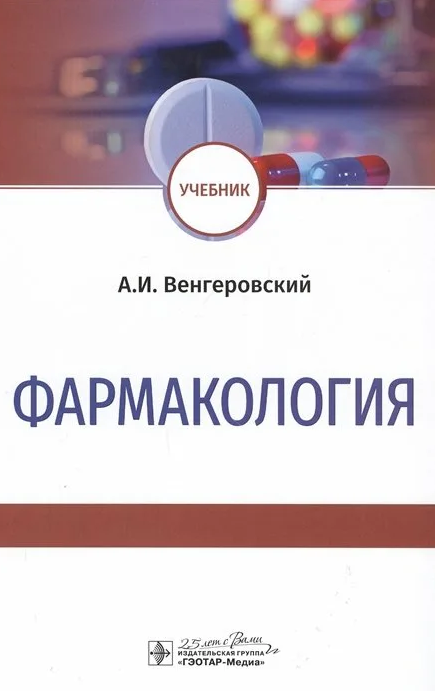 УЧЕБНИК
А.И. Венгеровский
ФАРМАКОЛОГИЯ
25 лет с Вами
ИЗДАТЕЛЬСКАЯ ГРУППА
«ГЭОТАР-Медиа»